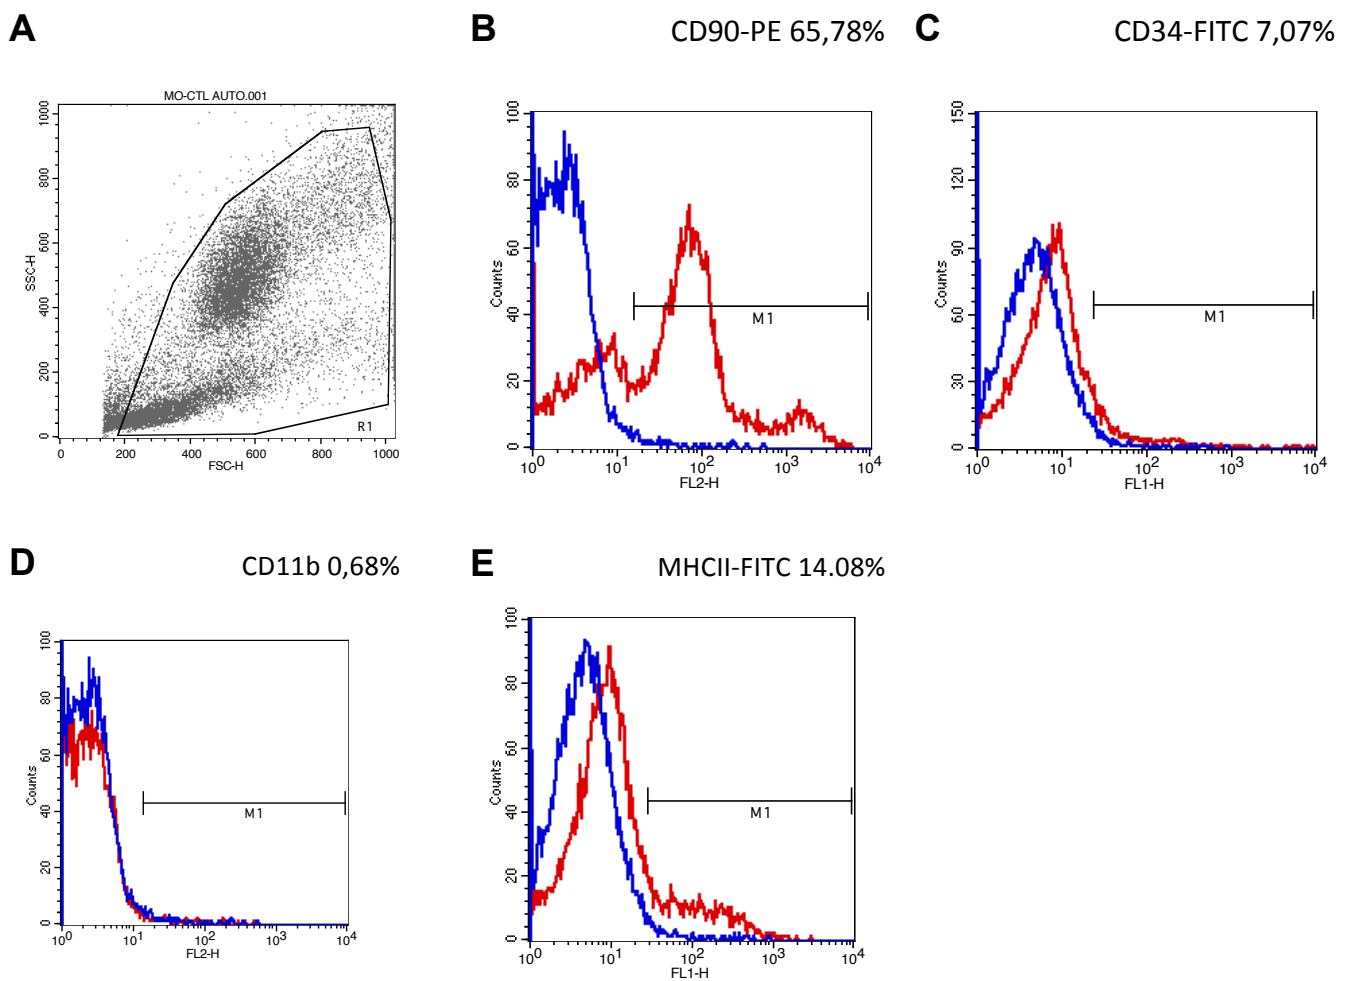 A
MO-CTL AUTO.001
1000
800
600
400
200
0
SSC-H
R1
0 200 400 600 800 1000
FSC-H
B
CD90-PE 65,78%
100
80
60
40
20
0
Counts
M1
10^0 10^1 10^2 10^3 10^4
FL2-H
C
CD34-FITC 7,07%
150
120
90
60
30
0
Counts
M1
10^0 10^1 10^2 10^3 10^4
FL1-H
D
CD11b 0,68%
100
80
60
40
20
0
Counts
M1
10^0 10^1 10^2 10^3 10^4
FL2-H
E
MHCII-FITC 14.08%
100
80
60
40
20
0
Counts
M1
10^0 10^1 10^2 10^3 10^4
FL1-H